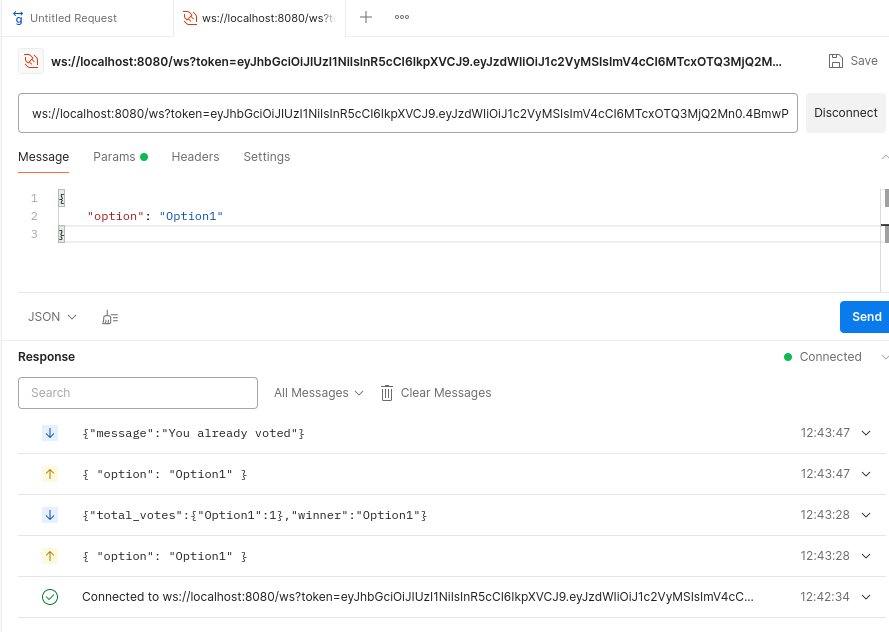 Untitled Request
ws://localhost:8080/ws?t
ws://localhost:8080/ws?token=eyJhbGciOiJIUzI1NiIsInR5cCI6IkpXVCJ9.eyJzdWIiOiJ1c2VyMSIsImV4cCI6MTcxOTQ3MjQ2M...
Save
ws://localhost:8080/ws?token=eyJhbGciOiJIUzI1NiIsInR5cCI6IkpXVCJ9.eyJzdWIiOiJ1c2VyMSIsImV4cCI6MTcxOTQ3MjQ2Mn0.4BmwP
Disconnect
Message Params Headers Settings
1 {
2 "option": "Option1"
3 }
JSON
Send
Response
Connected
Search
All Messages
Clear Messages
{"message":"You already voted"} 12:43:47
{ "option": "Option1" } 12:43:47
{"total_votes":{"Option1":1},"winner":"Option1"} 12:43:28
{ "option": "Option1" } 12:43:28
Connected to ws://localhost:8080/ws?token=eyJhbGciOiJIUzI1NiIsInR5cCI6IkpXVCJ9.eyJzdWIiOiJ1c2VyMSIsImV4cC... 12:42:34